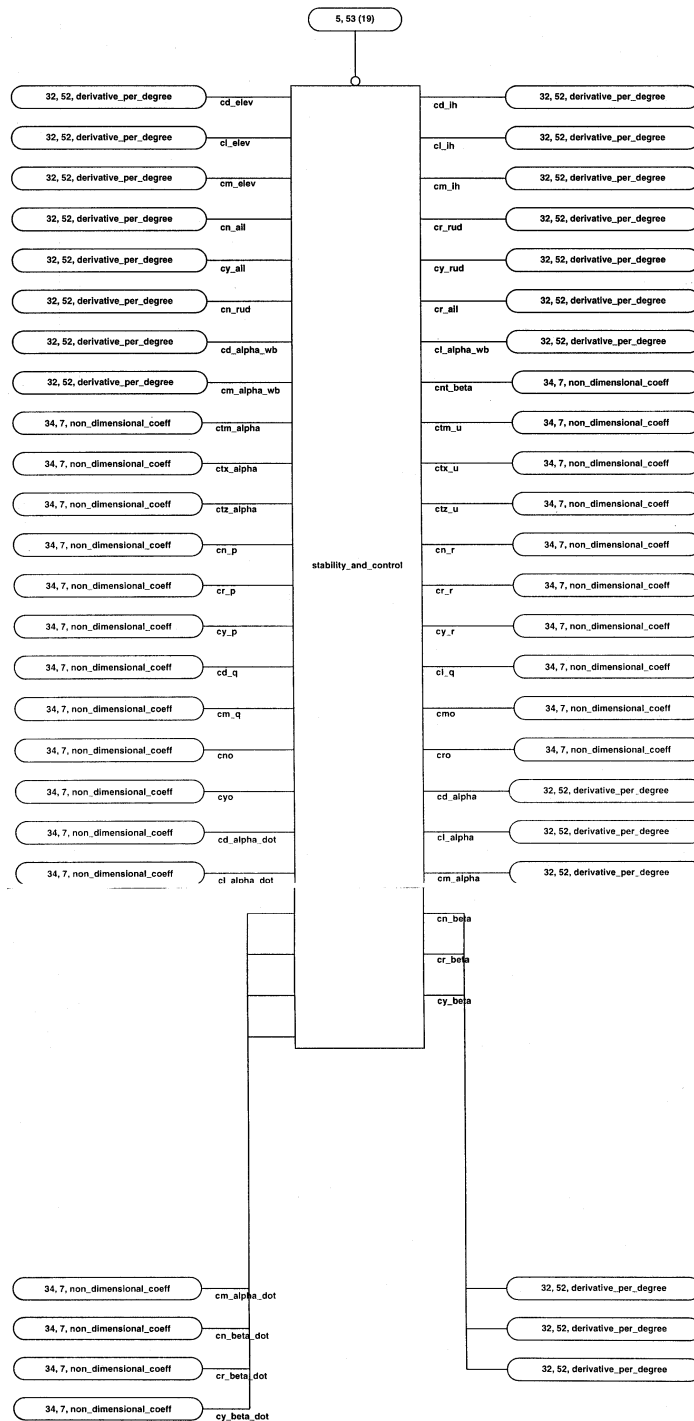 5, 53 (19)
32, 52, derivative_per_degree cd_elev cd_ih 32, 52, derivative_per_degree
32, 52, derivative_per_degree cl_elev cl_ih 32, 52, derivative_per_degree
32, 52, derivative_per_degree cm_elev cm_ih 32, 52, derivative_per_degree
32, 52, derivative_per_degree cn_ail cr_rud 32, 52, derivative_per_degree
32, 52, derivative_per_degree cy_ail cy_rud 32, 52, derivative_per_degree
32, 52, derivative_per_degree cn_rud cr_ail 32, 52, derivative_per_degree
32, 52, derivative_per_degree cd_alpha_wb cl_alpha_wb 32, 52, derivative_per_degree
32, 52, derivative_per_degree cm_alpha_wb cnt_beta 34, 7, non_dimensional_coeff
34, 7, non_dimensional_coeff ctm_alpha ctm_u 34, 7, non_dimensional_coeff
34, 7, non_dimensional_coeff ctx_alpha ctx_u 34, 7, non_dimensional_coeff
34, 7, non_dimensional_coeff ctz_alpha ctz_u 34, 7, non_dimensional_coeff
34, 7, non_dimensional_coeff cn_p cn_r 34, 7, non_dimensional_coeff
stability_and_control
34, 7, non_dimensional_coeff cr_p cr_r 34, 7, non_dimensional_coeff
34, 7, non_dimensional_coeff cy_p cy_r 34, 7, non_dimensional_coeff
34, 7, non_dimensional_coeff cd_q cl_q 34, 7, non_dimensional_coeff
34, 7, non_dimensional_coeff cm_q cmo 34, 7, non_dimensional_coeff
34, 7, non_dimensional_coeff cno cro 34, 7, non_dimensional_coeff
34, 7, non_dimensional_coeff cyo cd_alpha 32, 52, derivative_per_degree
34, 7, non_dimensional_coeff cd_alpha_dot cl_alpha 32, 52, derivative_per_degree
34, 7, non_dimensional_coeff cl_alpha_dot cm_alpha 32, 52, derivative_per_degree
cn_beta
cr_beta
cy_beta
34, 7, non_dimensional_coeff cm_alpha_dot 32, 52, derivative_per_degree
34, 7, non_dimensional_coeff cn_beta_dot 32, 52, derivative_per_degree
34, 7, non_dimensional_coeff cr_beta_dot 32, 52, derivative_per_degree
34, 7, non_dimensional_coeff cy_beta_dot